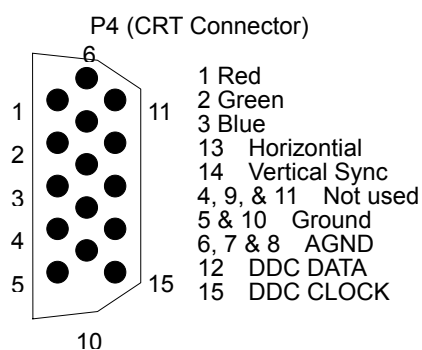 P4 (CRT Connector)
6
1
2
3
4
5
11
15
10
1 Red
2 Green
3 Blue
13 Horizontial
14 Vertical Sync
4, 9, & 11 Not used
5 & 10 Ground
6, 7 & 8 AGND
12 DDC DATA
15 DDC CLOCK